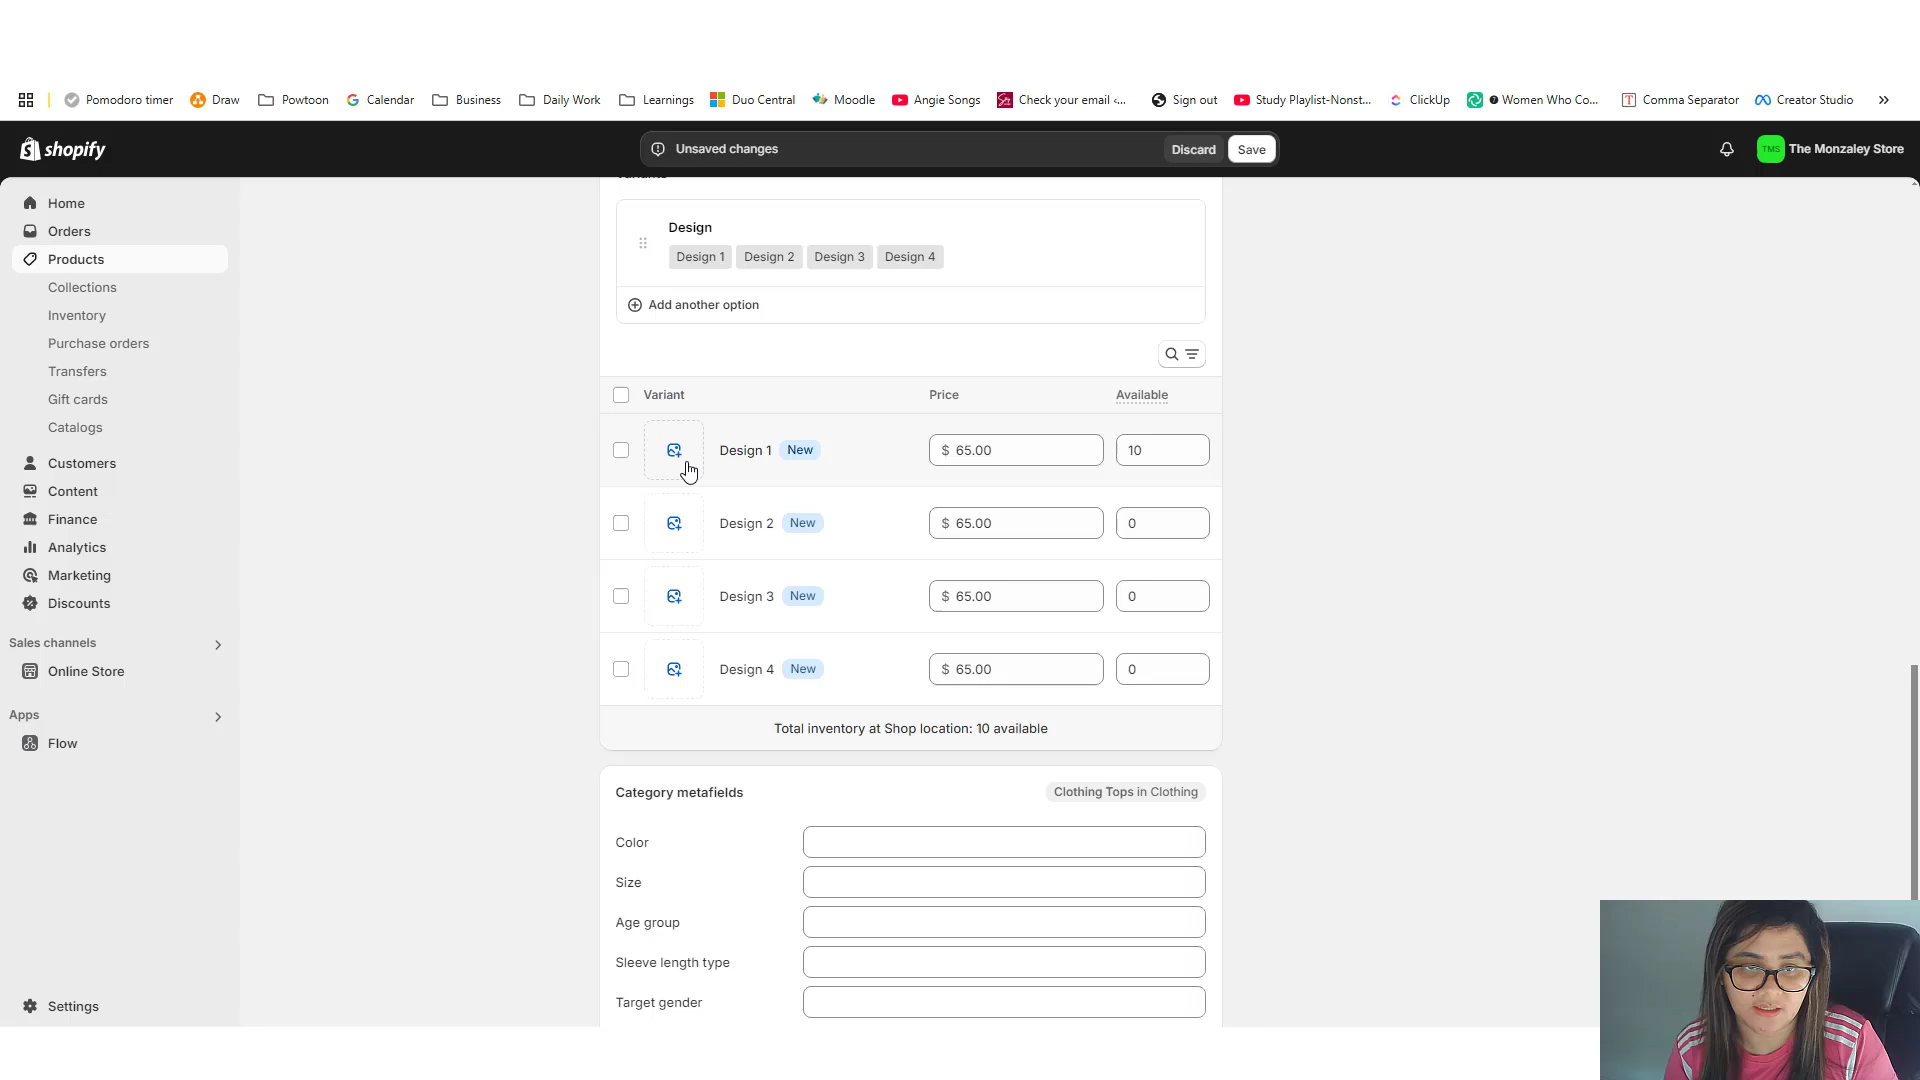 Pomodoro timer Draw Powtoon Calendar Business Daily Work Learnings Duo Central Moodle Angie Songs Check your email ‹... Sign out Study Playlist-Nonst... ClickUp Women Who Co... Comma Separator Creator Studio »
shopify Unsaved changes Discard Save TMS The Monzaley Store
Home
Orders
Products
Collections
Inventory
Purchase orders
Transfers
Gift cards
Catalogs
Customers
Content
Finance
Analytics
Marketing
Discounts
Sales channels
Online Store
Apps
Flow
Settings
Design
Design 1 Design 2 Design 3 Design 4
Add another option
Variant Price Available
Design 1 New $ 65.00 10
Design 2 New $ 65.00 0
Design 3 New $ 65.00 0
Design 4 New $ 65.00 0
Total inventory at Shop location: 10 available
Category metafields Clothing Tops in Clothing
Color
Size
Age group
Sleeve length type
Target gender